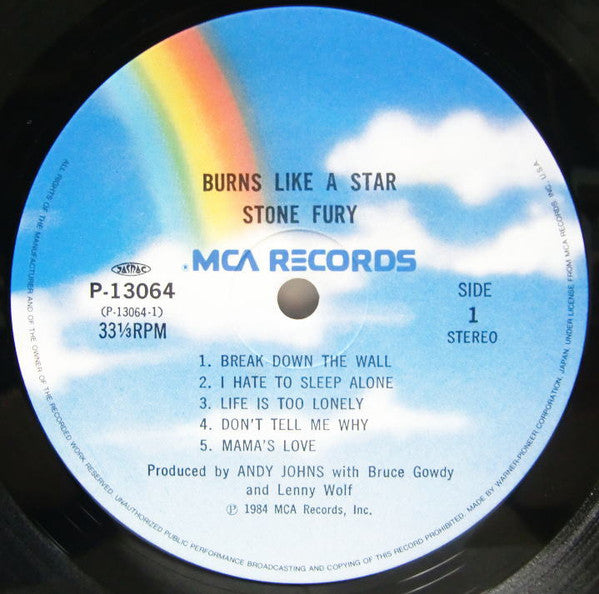 BURNS LIKE A STAR
STONE FURY
MCA RECORDS
JASRAC
P-13064
(P-13064-1)
33⅓RPM
SIDE
1
STEREO
1. BREAK DOWN THE WALL
2. I HATE TO SLEEP ALONE
3. LIFE IS TOO LONELY
4. DON'T TELL ME WHY
5. MAMA'S LOVE
Produced by ANDY JOHNS with Bruce Gowdy
and Lenny Wolf
℗ 1984 MCA Records, Inc.
ALL RIGHTS OF THE MANUFACTURER AND OF THE OWNER OF THE RECORDED WORK RESERVED. UNAUTHORIZED PUBLIC PERFORMANCE BROADCASTING AND COPYING OF THIS RECORD PROHIBITED. MADE BY WARNER-PIONEER CORPORATION, JAPAN, UNDER LICENSE FROM MCA RECORDS INC., U.S.A.